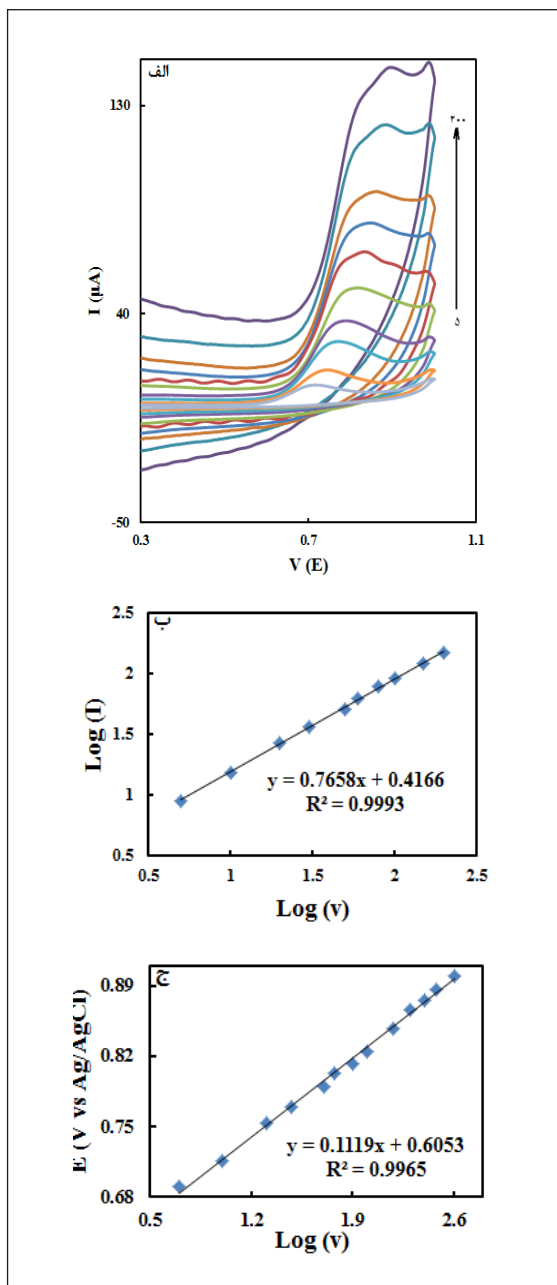 الف
130
40
-50
I (µA)
۲۰۰
۵
0.3 0.7 1.1
V (E)
ب
2.5
2
1.5
1
0.5
Log (I)
y = 0.7658x + 0.4166
R² = 0.9993
0.5 1 1.5 2 2.5
Log (v)
ج
0.89
0.82
0.75
0.68
E (V vs Ag/AgCl)
y = 0.1119x + 0.6053
R² = 0.9965
0.5 1.2 1.9 2.6
Log (v)